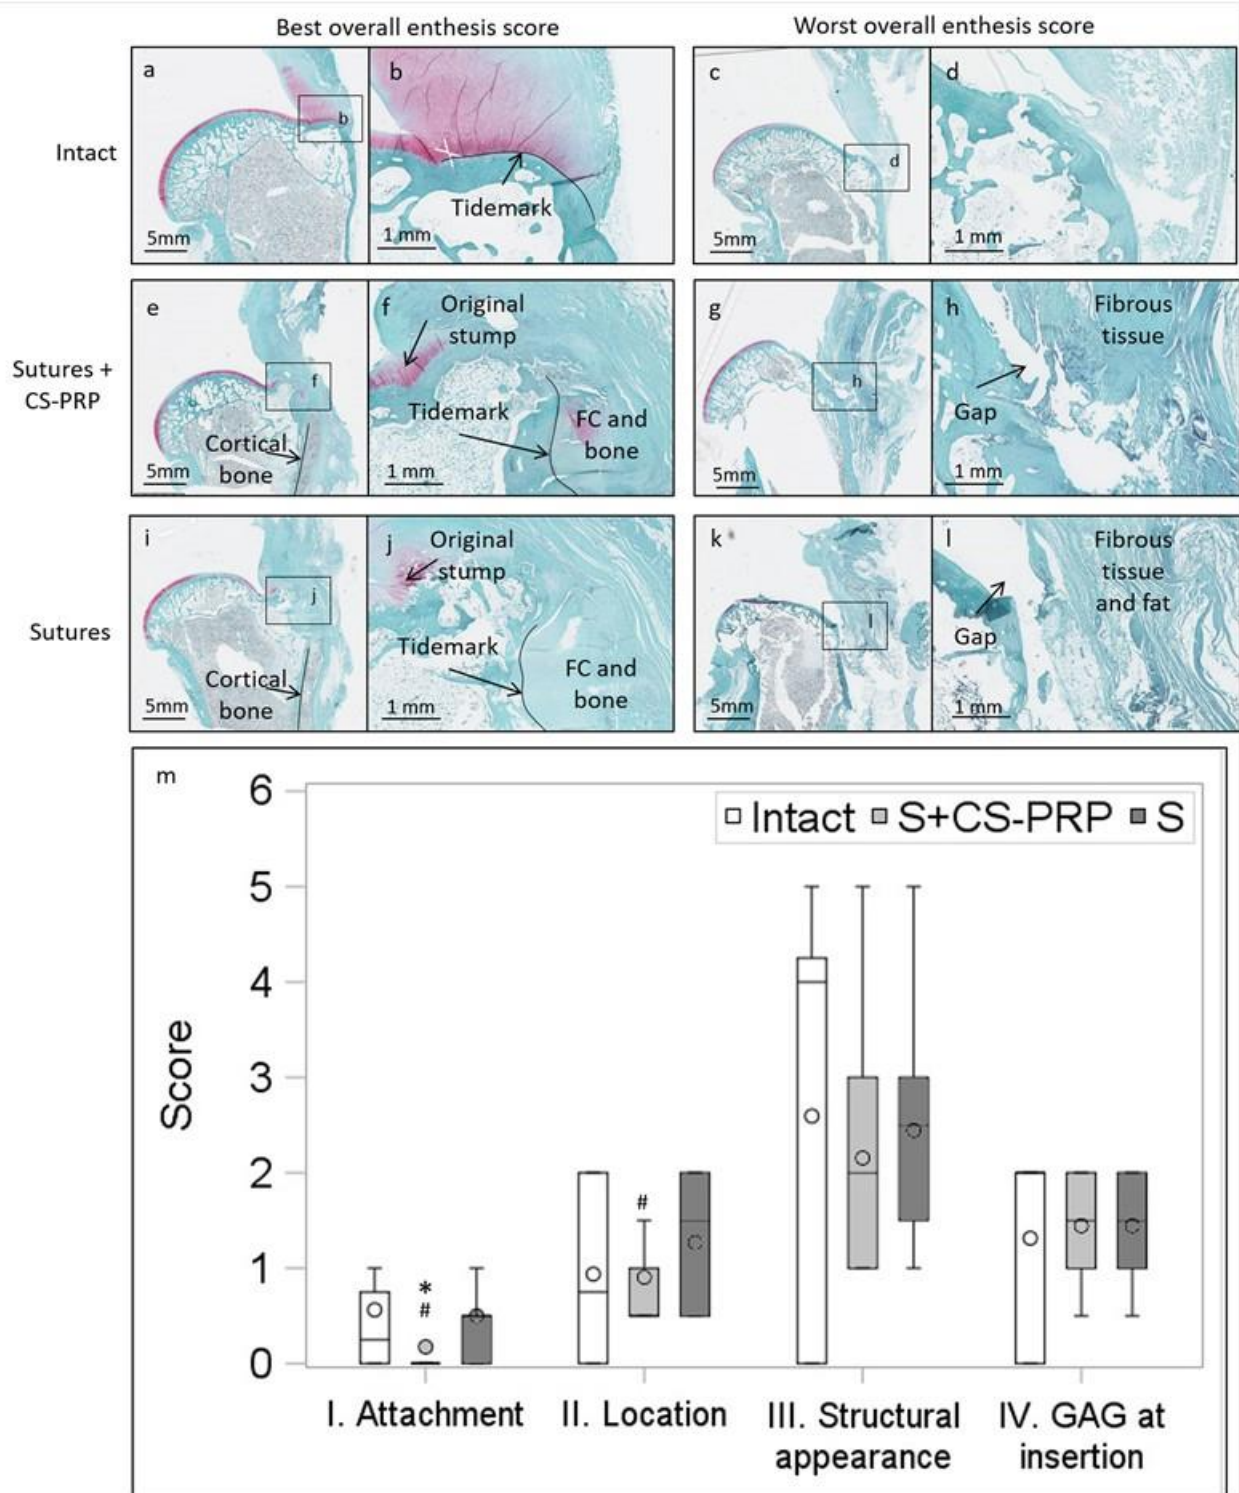 Best overall enthesis score
Worst overall enthesis score
Intact
a
b
5mm
b
Tidemark
1 mm
c
d
5mm
d
1 mm
Sutures +
CS-PRP
e
f
Cortical
bone
5mm
f
Original
stump
Tidemark
FC and
bone
1 mm
g
h
5mm
h
Fibrous
tissue
Gap
1 mm
Sutures
i
j
Cortical
bone
5mm
j
Original
stump
Tidemark
FC and
bone
1 mm
k
l
5mm
l
Fibrous
tissue
and fat
Gap
1 mm
m
Intact S+CS-PRP S
Score
6
5
4
3
2
1
0
*
#
#
I. Attachment
II. Location
III. Structural
appearance
IV. GAG at
insertion